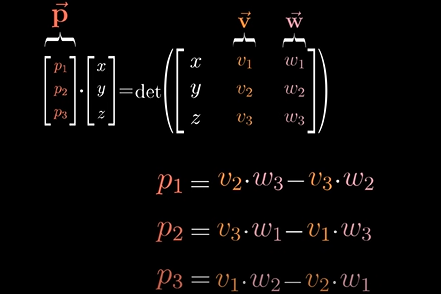 p⃗ v⃗ w⃗
[p₁ p₂ p₃] · [x y z] = det([x v₁ w₁; y v₂ w₂; z v₃ w₃])
p₁ = v₂·w₃ − v₃·w₂
p₂ = v₃·w₁ − v₁·w₃
p₃ = v₁·w₂ − v₂·w₁